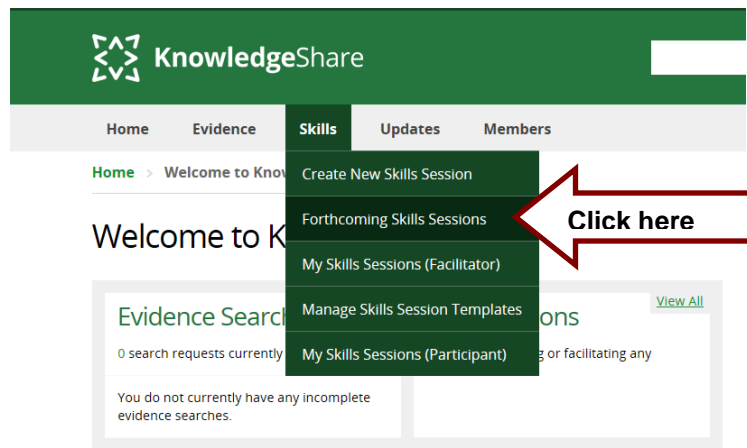 KnowledgeShare
Home Evidence Skills Updates Members
Home > Welcome to Know
Create New Skills Session
Forthcoming Skills Sessions
Click here
Welcome to K
My Skills Sessions (Facilitator)
Manage Skills Session Templates
View All
Evidence Search
ons
My Skills Sessions (Participant)
0 search requests currently
g or facilitating any
You do not currently have any incomplete
evidence searches.